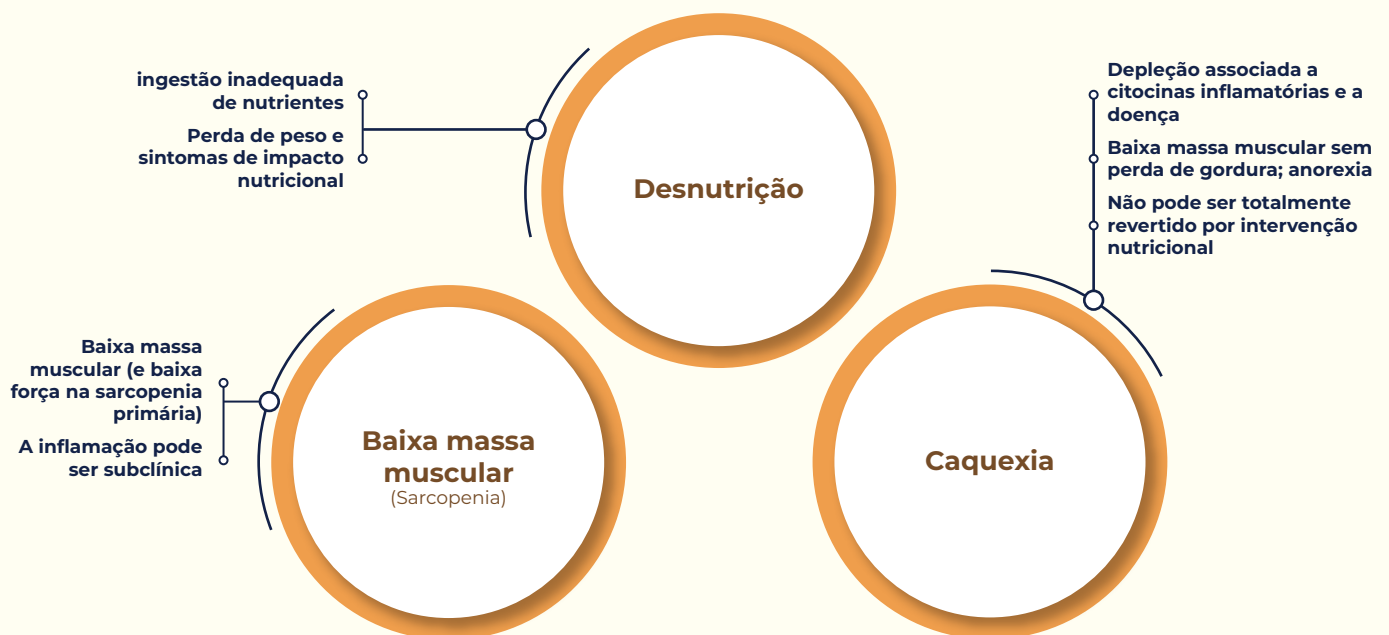 ingestão inadequada
de nutrientes
Perda de peso e
sintomas de impacto
nutricional
Desnutrição
Depleção associada a
citocinas inflamatórias e a
doença
Baixa massa muscular sem
perda de gordura; anorexia
Não pode ser totalmente
revertido por intervenção
nutricional
Baixa massa
muscular (e baixa
força na sarcopenia
primária)
A inflamação pode
ser subclínica
Baixa massa
muscular
(Sarcopenia)
Caquexia